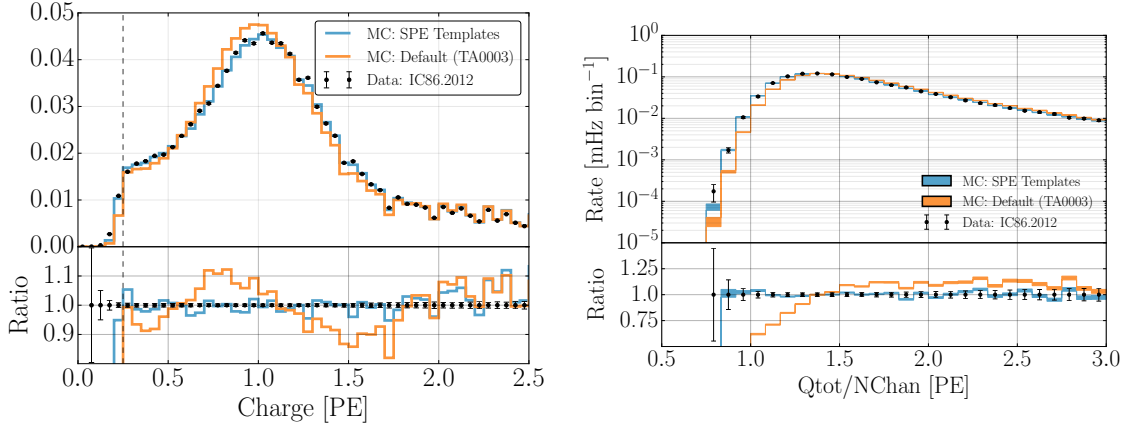 0.05
0.04
0.03
0.02
0.01
0.00
MC: SPE Templates
MC: Default (TA0003)
Data: IC86.2012
1.1
1.0
0.9
Ratio
0.0 0.5 1.0 1.5 2.0 2.5
Charge [PE]
10⁰
10⁻¹
10⁻²
10⁻³
10⁻⁴
10⁻⁵
Rate [mHz bin⁻¹]
MC: SPE Templates
MC: Default (TA0003)
Data: IC86.2012
1.25
1.00
0.75
Ratio
0.5 1.0 1.5 2.0 2.5 3.0
Qtot/NChan [PE]